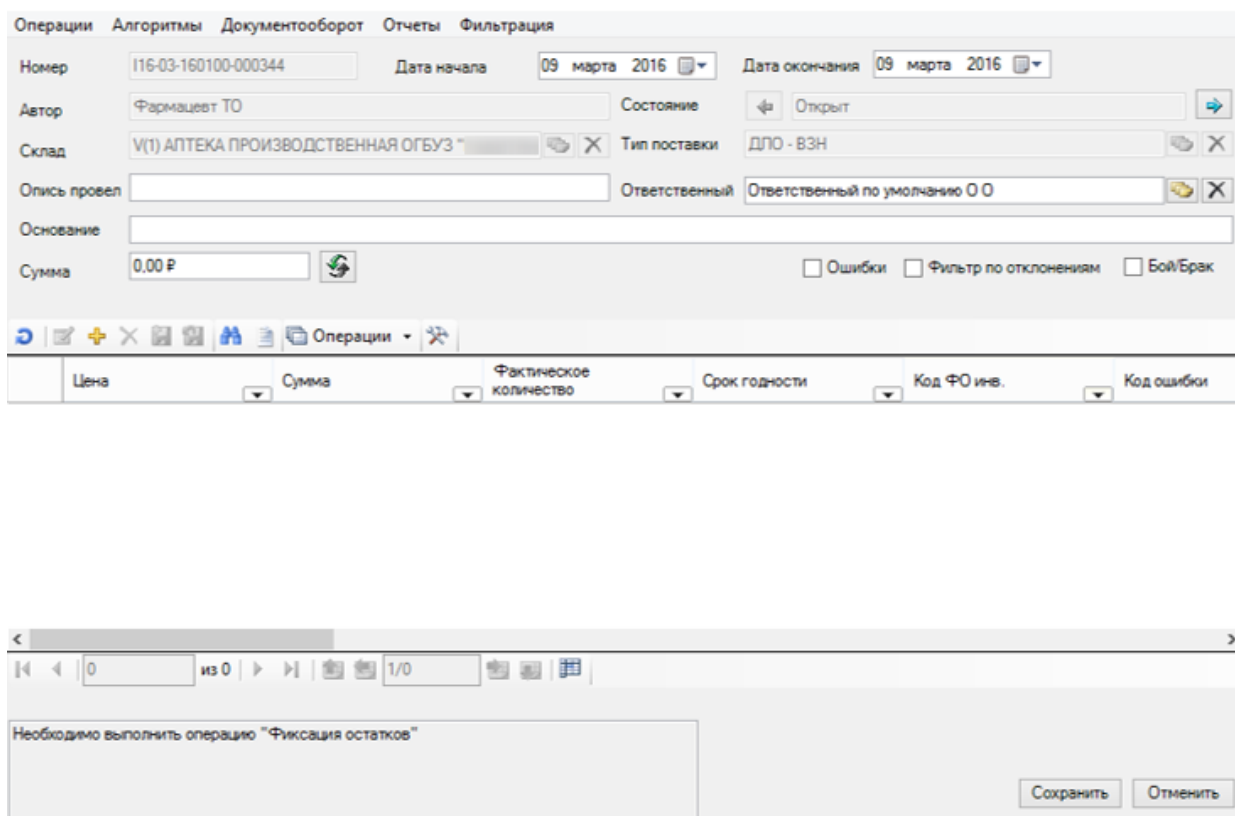 Операции Алгоритмы Документооборот Отчеты Фильтрация
Номер I16-03-160100-000344 Дата начала 09 марта 2016 Дата окончания 09 марта 2016
Автор Фармацевт ТО Состояние Открыт
Склад V(1) АПТЕКА ПРОИЗВОДСТВЕННАЯ ОГБУЗ " Тип поставки ДЛО - ВЗН
Опись провел Ответственный Ответственный по умолчанию О О
Основание
Сумма 0,00 ₽ Ошибки Фильтр по отклонениям Бой/Брак
Операции
Цена Сумма Фактическое количество Срок годности Код ФО инв. Код ошибки
0 из 0 1/0
Необходимо выполнить операцию "Фиксация остатков"
Сохранить Отменить